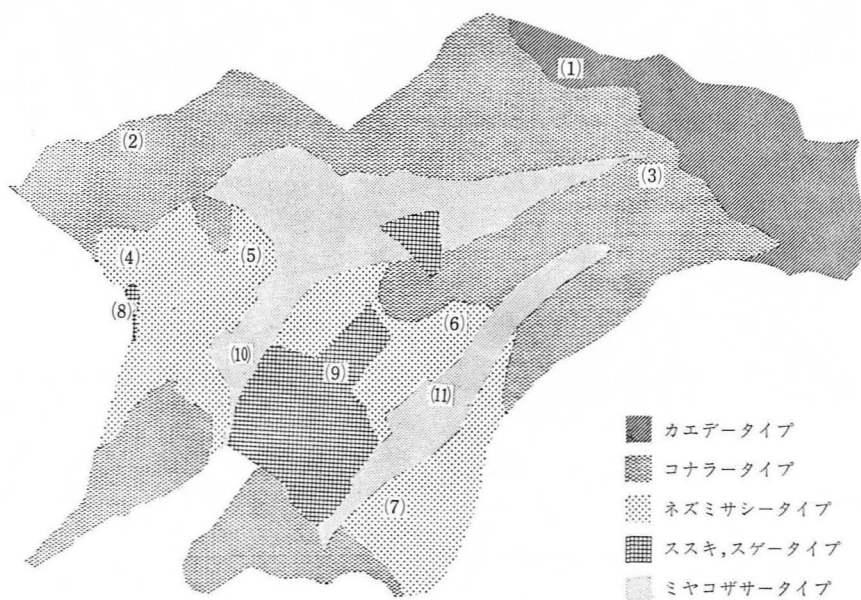 (1)
(2)
(3)
(4)
(5)
(6)
(7)
(8)
(9)
(10)
(11)
カエデータイプ
コナラータイプ
ネズミサシータイプ
ススキ,スゲータイプ
ミヤコザサータイプ